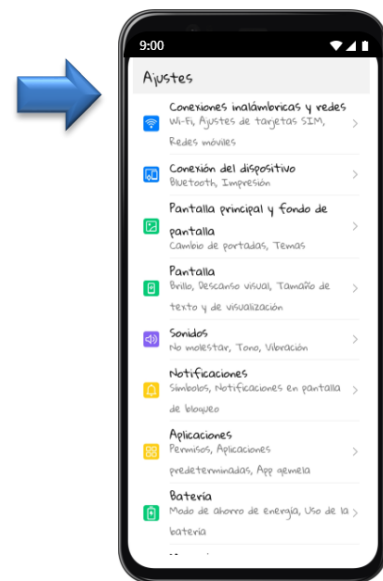 9:00
Ajustes
Conexiones inalámbricas y redes
Wi-Fi, Ajustes de tarjetas SIM,
Redes móviles
Conexión del dispositivo
Bluetooth, Impresión
Pantalla principal y fondo de
pantalla
Cambio de portadas, Temas
Pantalla
Brillo, Descanso visual, Tamaño de
texto y de visualización
Sonidos
No molestar, Tono, Vibración
Notificaciones
Símbolos, Notificaciones en pantalla
de bloqueo
Aplicaciones
Permisos, Aplicaciones
predeterminadas, App gemela
Batería
Modo de ahorro de energía, Uso de la
batería